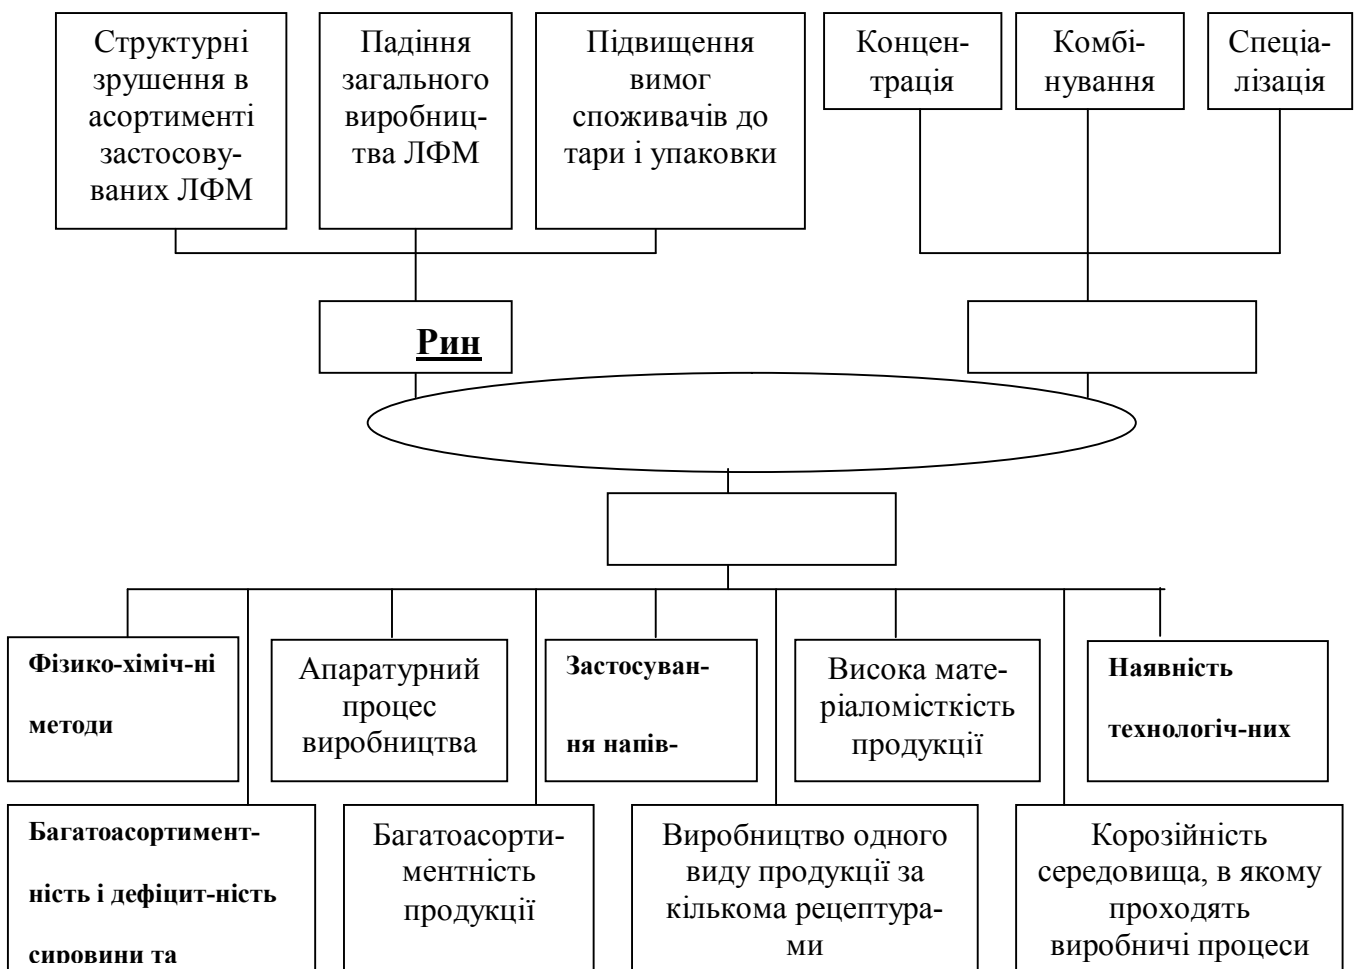 Структурні
зрушення в
асортименті
застосову-
ваних ЛФМ
Падіння
загального
виробниц-
тва ЛФМ
Підвищення
вимог
споживачів до
тари і упаковки
Концен-
трація
Комбі-
нування
Спеціа-
лізація
Рин
Фізико-хіміч-ні
методи
Апаратурний
процес
виробництва
Застосуван-
ня напів-
Висока мате-
ріаломісткість
продукції
Наявність
технологіч-них
Багатоасортимент-
ність і дефіцит-ність
сировини та
Багатоасорти-
ментність
продукції
Виробництво одного
виду продукції за
кількома рецептура-
ми
Корозійність
середовища, в якому
проходять
виробничі процеси